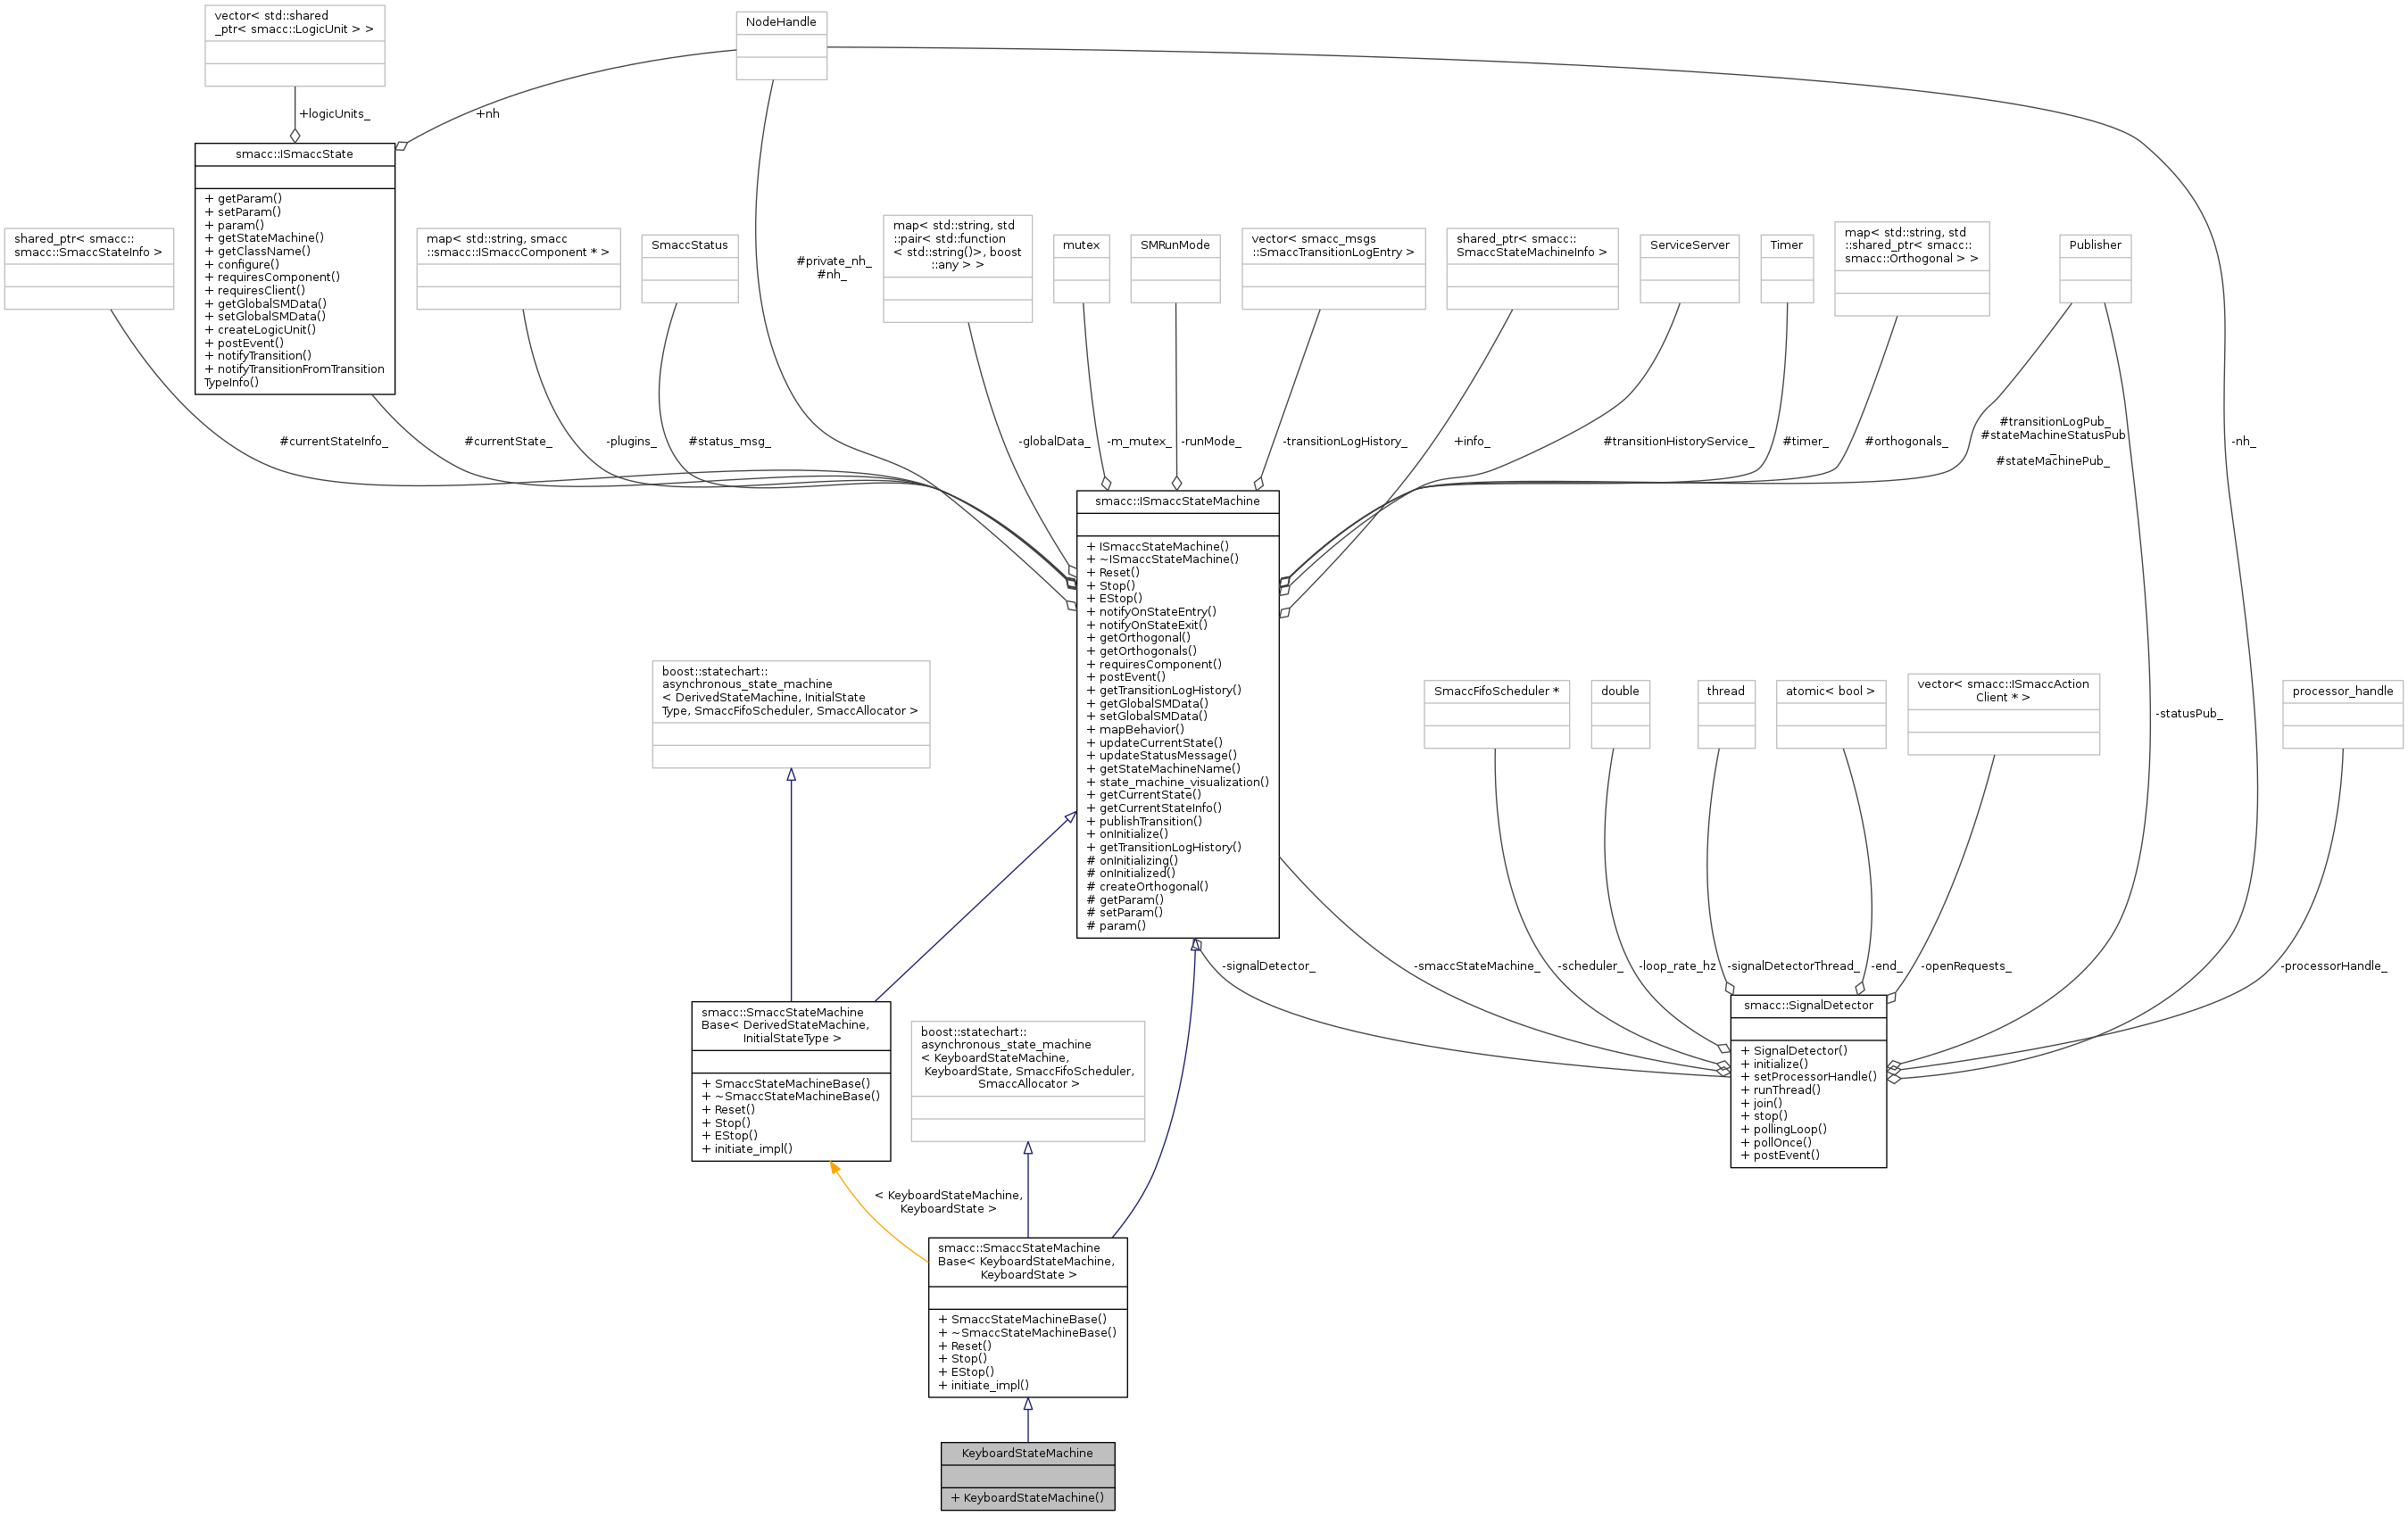 vector< std::shared
_ptr< smacc::LogicUnit > >
NodeHandle
+logicUnits_
+nh
smacc::ISmaccState
+ getParam()
+ setParam()
+ param()
+ getStateMachine()
+ getClassName()
+ configure()
+ requiresComponent()
+ requiresClient()
+ getGlobalSMData()
+ setGlobalSMData()
+ createLogicUnit()
+ postEvent()
+ notifyTransition()
+ notifyTransitionFromTransition
TypeInfo()
shared_ptr< smacc::
smacc::SmaccStateInfo >
map< std::string, smacc
::smacc::ISmaccComponent * >
SmaccStatus
#private_nh_
#nh_
map< std::string, std
::pair< std::function
< std::string()>, boost
::any > >
mutex
SMRunMode
vector< smacc_msgs
::SmaccTransitionLogEntry >
shared_ptr< smacc::
SmaccStateMachineInfo >
ServiceServer
Timer
map< std::string, std
::shared_ptr< smacc::
smacc::Orthogonal > >
Publisher
#currentStateInfo_
#currentState_
-plugins_
#status_msg_
-globalData_
-m_mutex_
-runMode_
-transitionLogHistory_
+info_
#transitionHistoryService_
#timer_
#orthogonals_
#transitionLogPub_
#stateMachineStatusPub
_
#stateMachinePub_
-nh_
smacc::ISmaccStateMachine
+ ISmaccStateMachine()
+ ~ISmaccStateMachine()
+ Reset()
+ Stop()
+ EStop()
+ notifyOnStateEntry()
+ notifyOnStateExit()
+ getOrthogonal()
+ getOrthogonals()
+ requiresComponent()
+ postEvent()
+ getTransitionLogHistory()
+ getGlobalSMData()
+ setGlobalSMData()
+ mapBehavior()
+ updateCurrentState()
+ updateStatusMessage()
+ getStateMachineName()
+ state_machine_visualization()
+ getCurrentState()
+ getCurrentStateInfo()
+ publishTransition()
+ onInitialize()
+ getTransitionLogHistory()
# onInitializing()
# onInitialized()
# createOrthogonal()
# getParam()
# setParam()
# param()
boost::statechart::
asynchronous_state_machine
< DerivedStateMachine, InitialState
Type, SmaccFifoScheduler, SmaccAllocator >
SmaccFifoScheduler *
double
thread
atomic< bool >
vector< smacc::ISmaccAction
Client * >
-statusPub_
processor_handle
-signalDetector_
-smaccStateMachine_
-scheduler_
-loop_rate_hz
-signalDetectorThread_
-end_
-openRequests_
-processorHandle_
smacc::SmaccStateMachine
Base< DerivedStateMachine,
InitialStateType >
+ SmaccStateMachineBase()
+ ~SmaccStateMachineBase()
+ Reset()
+ Stop()
+ EStop()
+ initiate_impl()
boost::statechart::
asynchronous_state_machine
< KeyboardStateMachine,
KeyboardState, SmaccFifoScheduler,
SmaccAllocator >
smacc::SignalDetector
+ SignalDetector()
+ initialize()
+ setProcessorHandle()
+ runThread()
+ join()
+ stop()
+ pollingLoop()
+ pollOnce()
+ postEvent()
< KeyboardStateMachine,
KeyboardState >
smacc::SmaccStateMachine
Base< KeyboardStateMachine,
KeyboardState >
+ SmaccStateMachineBase()
+ ~SmaccStateMachineBase()
+ Reset()
+ Stop()
+ EStop()
+ initiate_impl()
KeyboardStateMachine
+ KeyboardStateMachine()